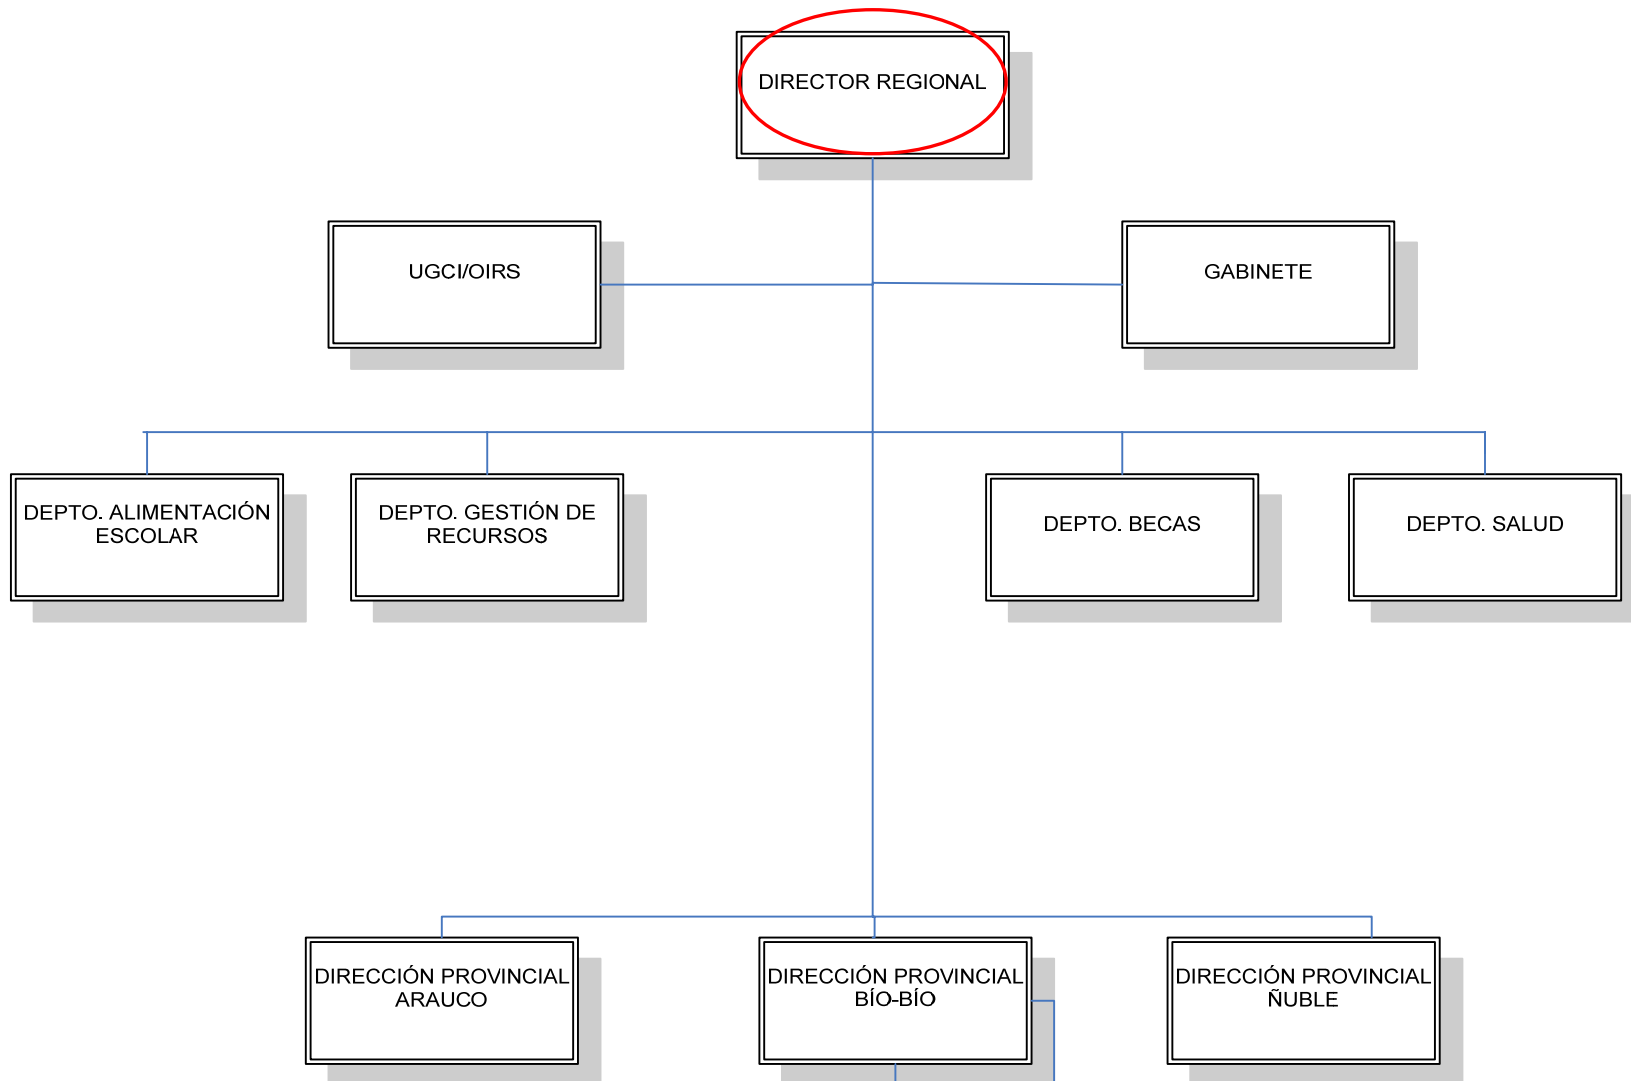 DIRECTOR REGIONAL
UGCI/OIRS
GABINETE
DEPTO. ALIMENTACIÓN
ESCOLAR
DEPTO. GESTIÓN DE
RECURSOS
DEPTO. BECAS
DEPTO. SALUD
DIRECCIÓN PROVINCIAL
ARAUCO
DIRECCIÓN PROVINCIAL
BÍO-BÍO
DIRECCIÓN PROVINCIAL
ÑUBLE